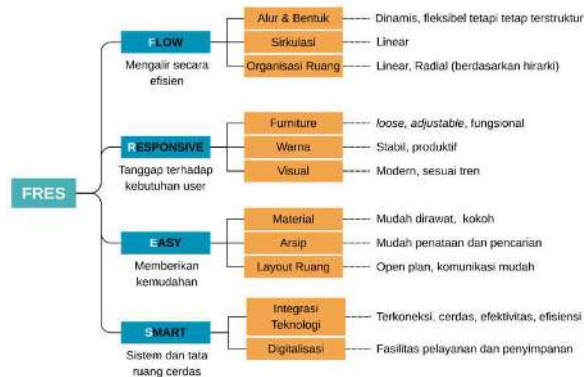 Alur & Bentuk
Dinamis, fleksibel tetapi tetap terstruktur
FLOW
Sirkulasi
Linear
Mengalir secara
efisien
Organisasi Ruang
Linear, Radial (berdasarkan hirarki)
Furniture
loose, adjustable, fungsional
RESPONSIVE
Warna
Stabil, produktif
Tanggap terhadap
kebutuhan user
Visual
Modern, sesuai tren
FRES
Material
Mudah dirawat, kokoh
EASY
Arsip
Mudah penataan dan pencarian
Memberikan
kemudahan
Layout Ruang
Open plan, komunikasi mudah
Integrasi
Teknologi
Terkoneksi, cerdas, efektivitas, efisiensi
SMART
Sistem dan tata
ruang cerdas
Digitalisasi
Fasilitas pelayanan dan penyimpanan